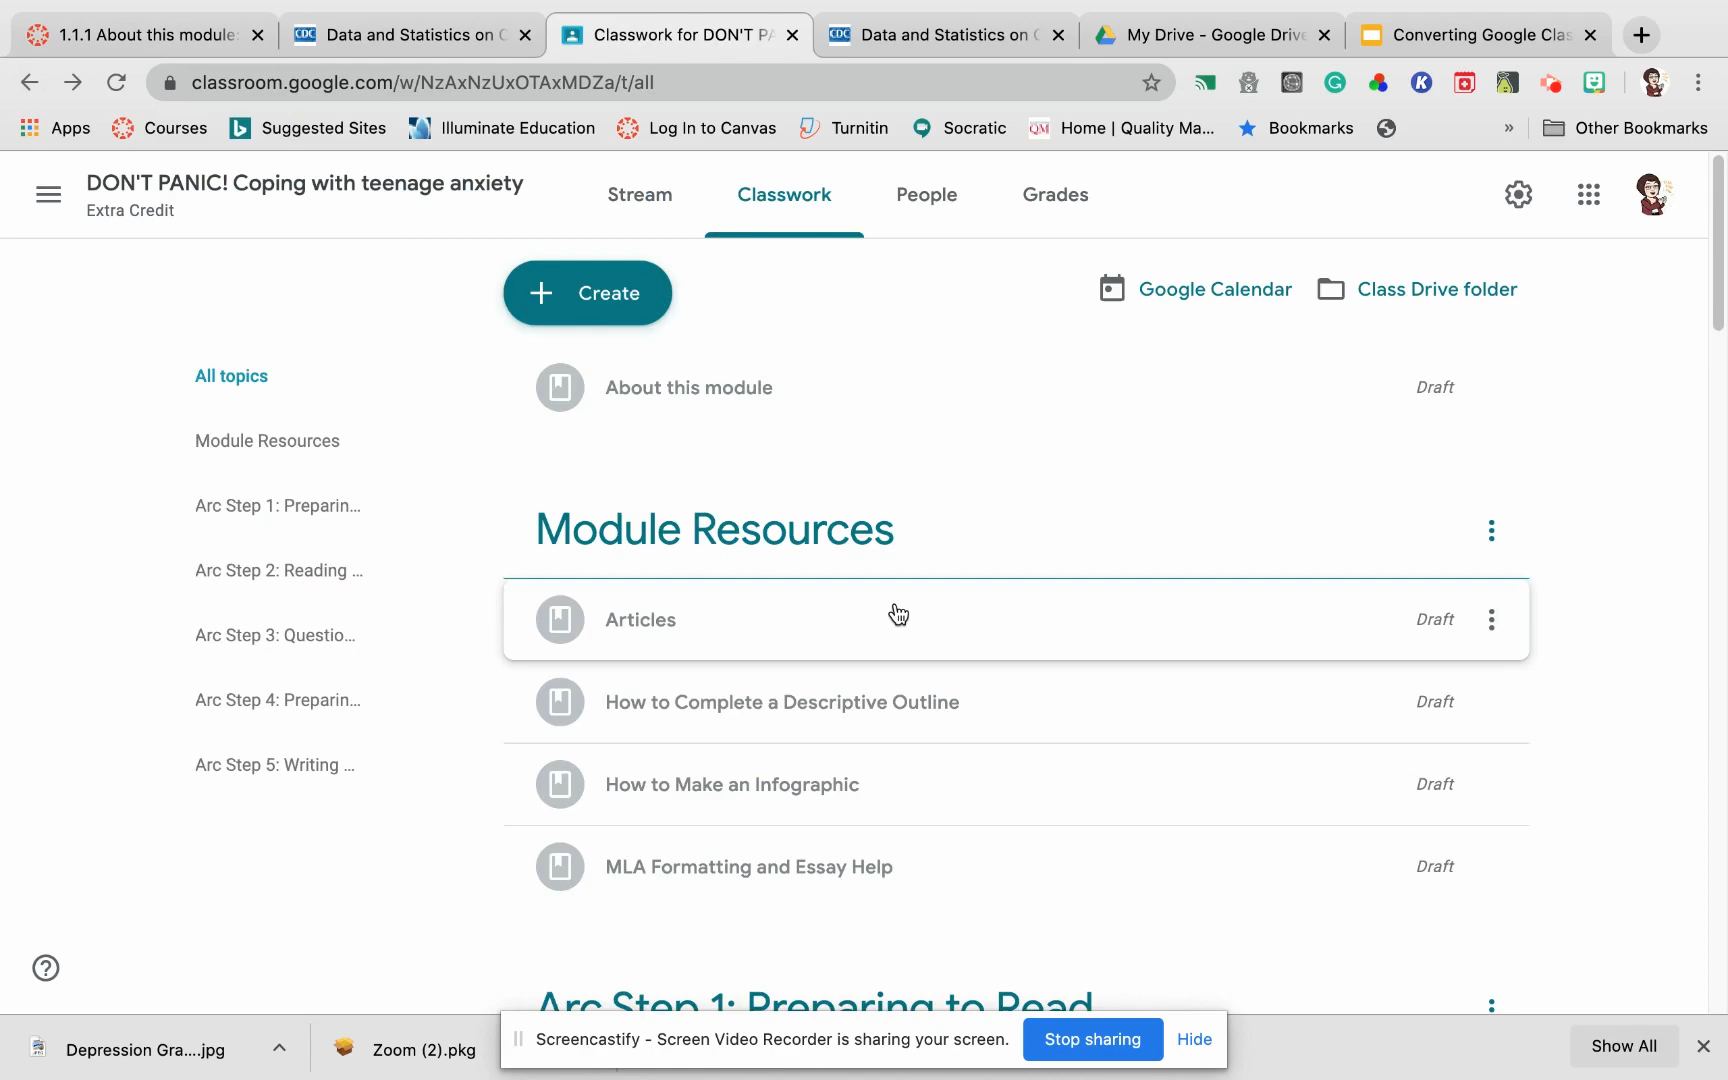 1.1.1 About this module
Data and Statistics on C
Classwork for DON'T PA
Data and Statistics on C
My Drive - Google Drive
Converting Google Clas
classroom.google.com/w/NzAxNzUxOTAxMDZa/t/all
Apps
Courses
Suggested Sites
Illuminate Education
Log In to Canvas
Turnitin
Socratic
QM
Home | Quality Ma...
Bookmarks
»
Other Bookmarks
DON'T PANIC! Coping with teenage anxiety
Extra Credit
Stream
Classwork
People
Grades
Create
Google Calendar
Class Drive folder
All topics
Module Resources
Arc Step 1: Preparin...
Arc Step 2: Reading ...
Arc Step 3: Questio...
Arc Step 4: Preparin...
Arc Step 5: Writing ...
About this module
Draft
Module Resources
Articles
Draft
How to Complete a Descriptive Outline
Draft
How to Make an Infographic
Draft
MLA Formatting and Essay Help
Draft
Arc Step 1: Preparing to Read
Depression Gra....jpg
Zoom (2).pkg
Screencastify - Screen Video Recorder is sharing your screen.
Stop sharing
Hide
Show All